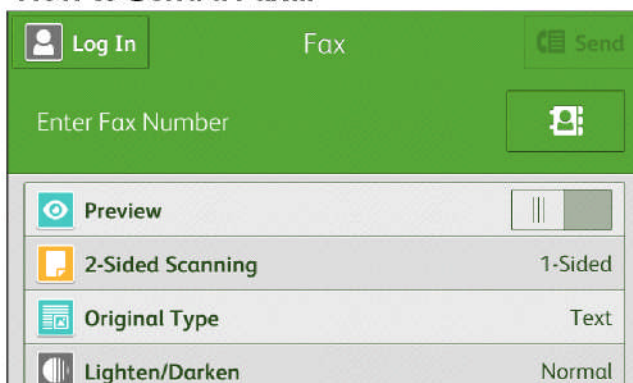 Log In Fax Send
Enter Fax Number
Preview
2-Sided Scanning 1-Sided
Original Type Text
Lighten/Darken Normal